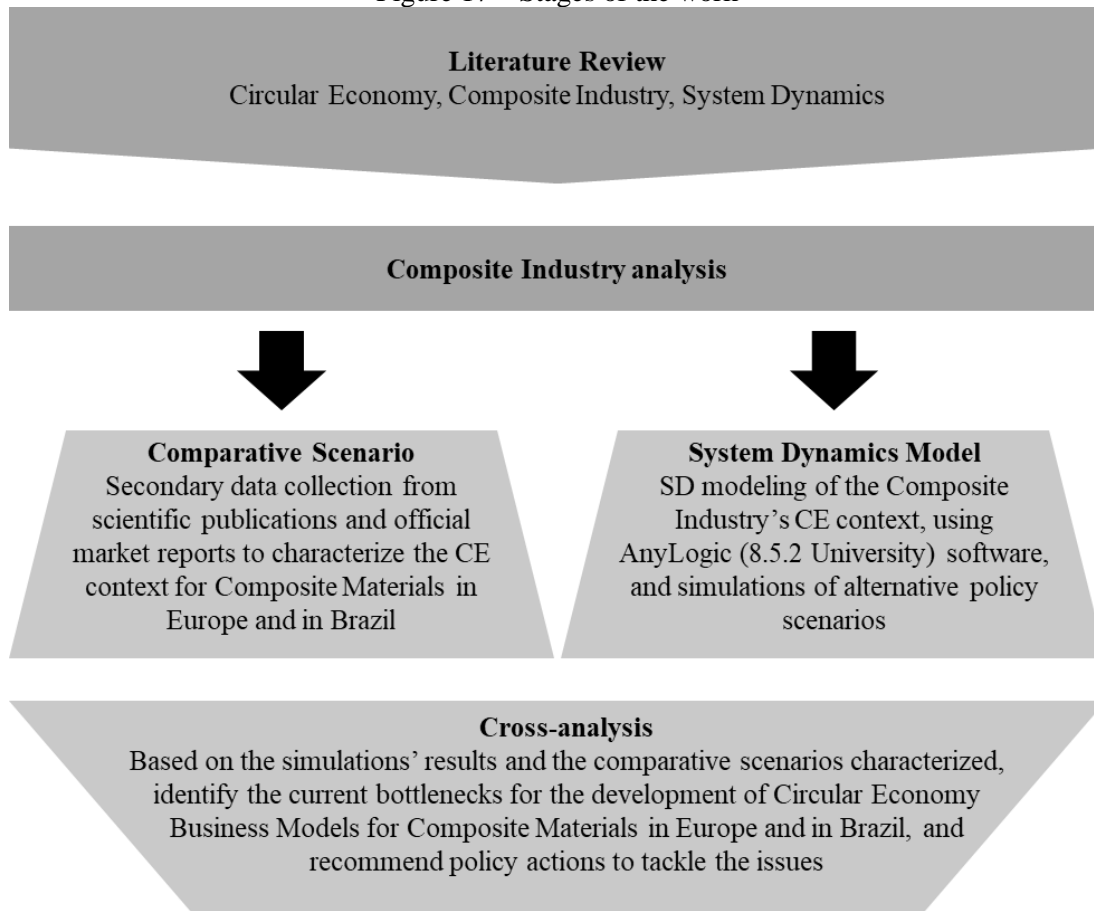 Literature Review
Circular Economy, Composite Industry, System Dynamics
Composite Industry analysis
Comparative Scenario
Secondary data collection from
scientific publications and official
market reports to characterize the CE
context for Composite Materials in
Europe and in Brazil
System Dynamics Model
SD modeling of the Composite
Industry's CE context, using
AnyLogic (8.5.2 University) software,
and simulations of alternative policy
scenarios
Cross-analysis
Based on the simulations' results and the comparative scenarios characterized,
identify the current bottlenecks for the development of Circular Economy
Business Models for Composite Materials in Europe and in Brazil, and
recommend policy actions to tackle the issues